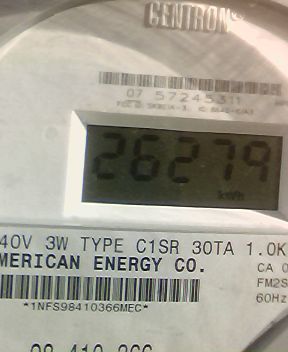 CENTRON
07 57245311
26279
kWh
40V 3W TYPE C1SR 30TA 1.0K
MERICAN ENERGY CO.
CA 0
FM2S
60Hz
*1NFS98410366MEC*